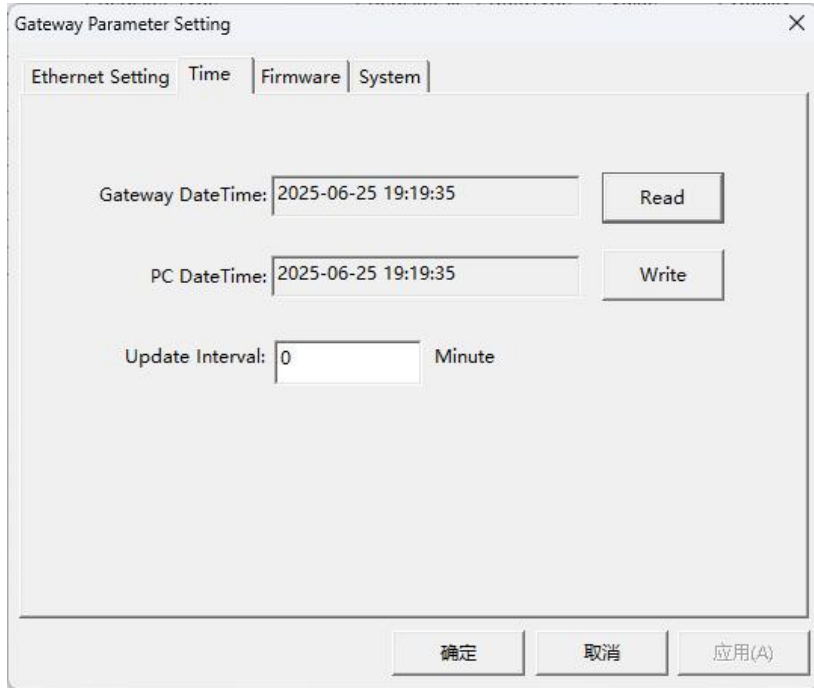 Gateway Parameter Setting
Ethernet Setting Time Firmware System
Gateway DateTime: 2025-06-25 19:19:35 Read
PC DateTime: 2025-06-25 19:19:35 Write
Update Interval: 0 Minute
确定 取消 应用(A)